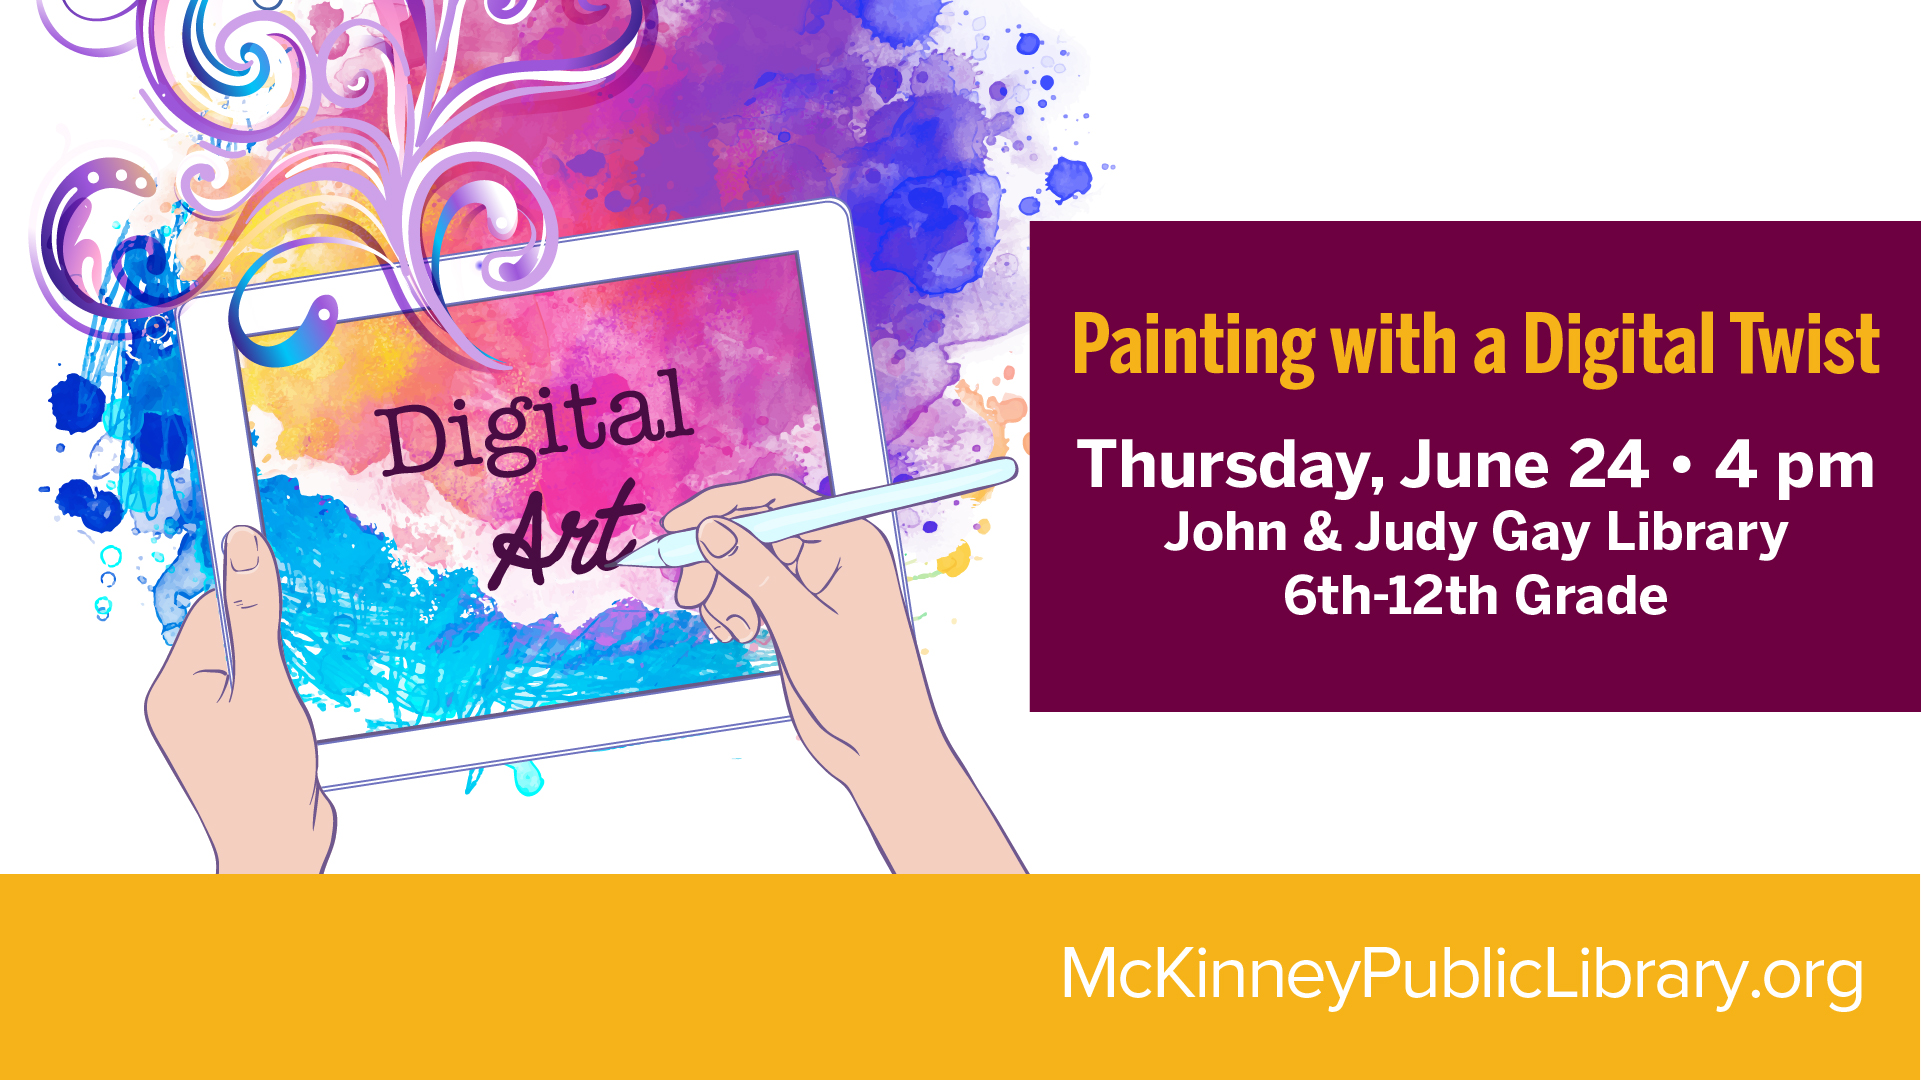 Digital
Art
Painting with a Digital Twist
Thursday, June 24 • 4 pm
John & Judy Gay Library
6th-12th Grade
McKinneyPublicLibrary.org